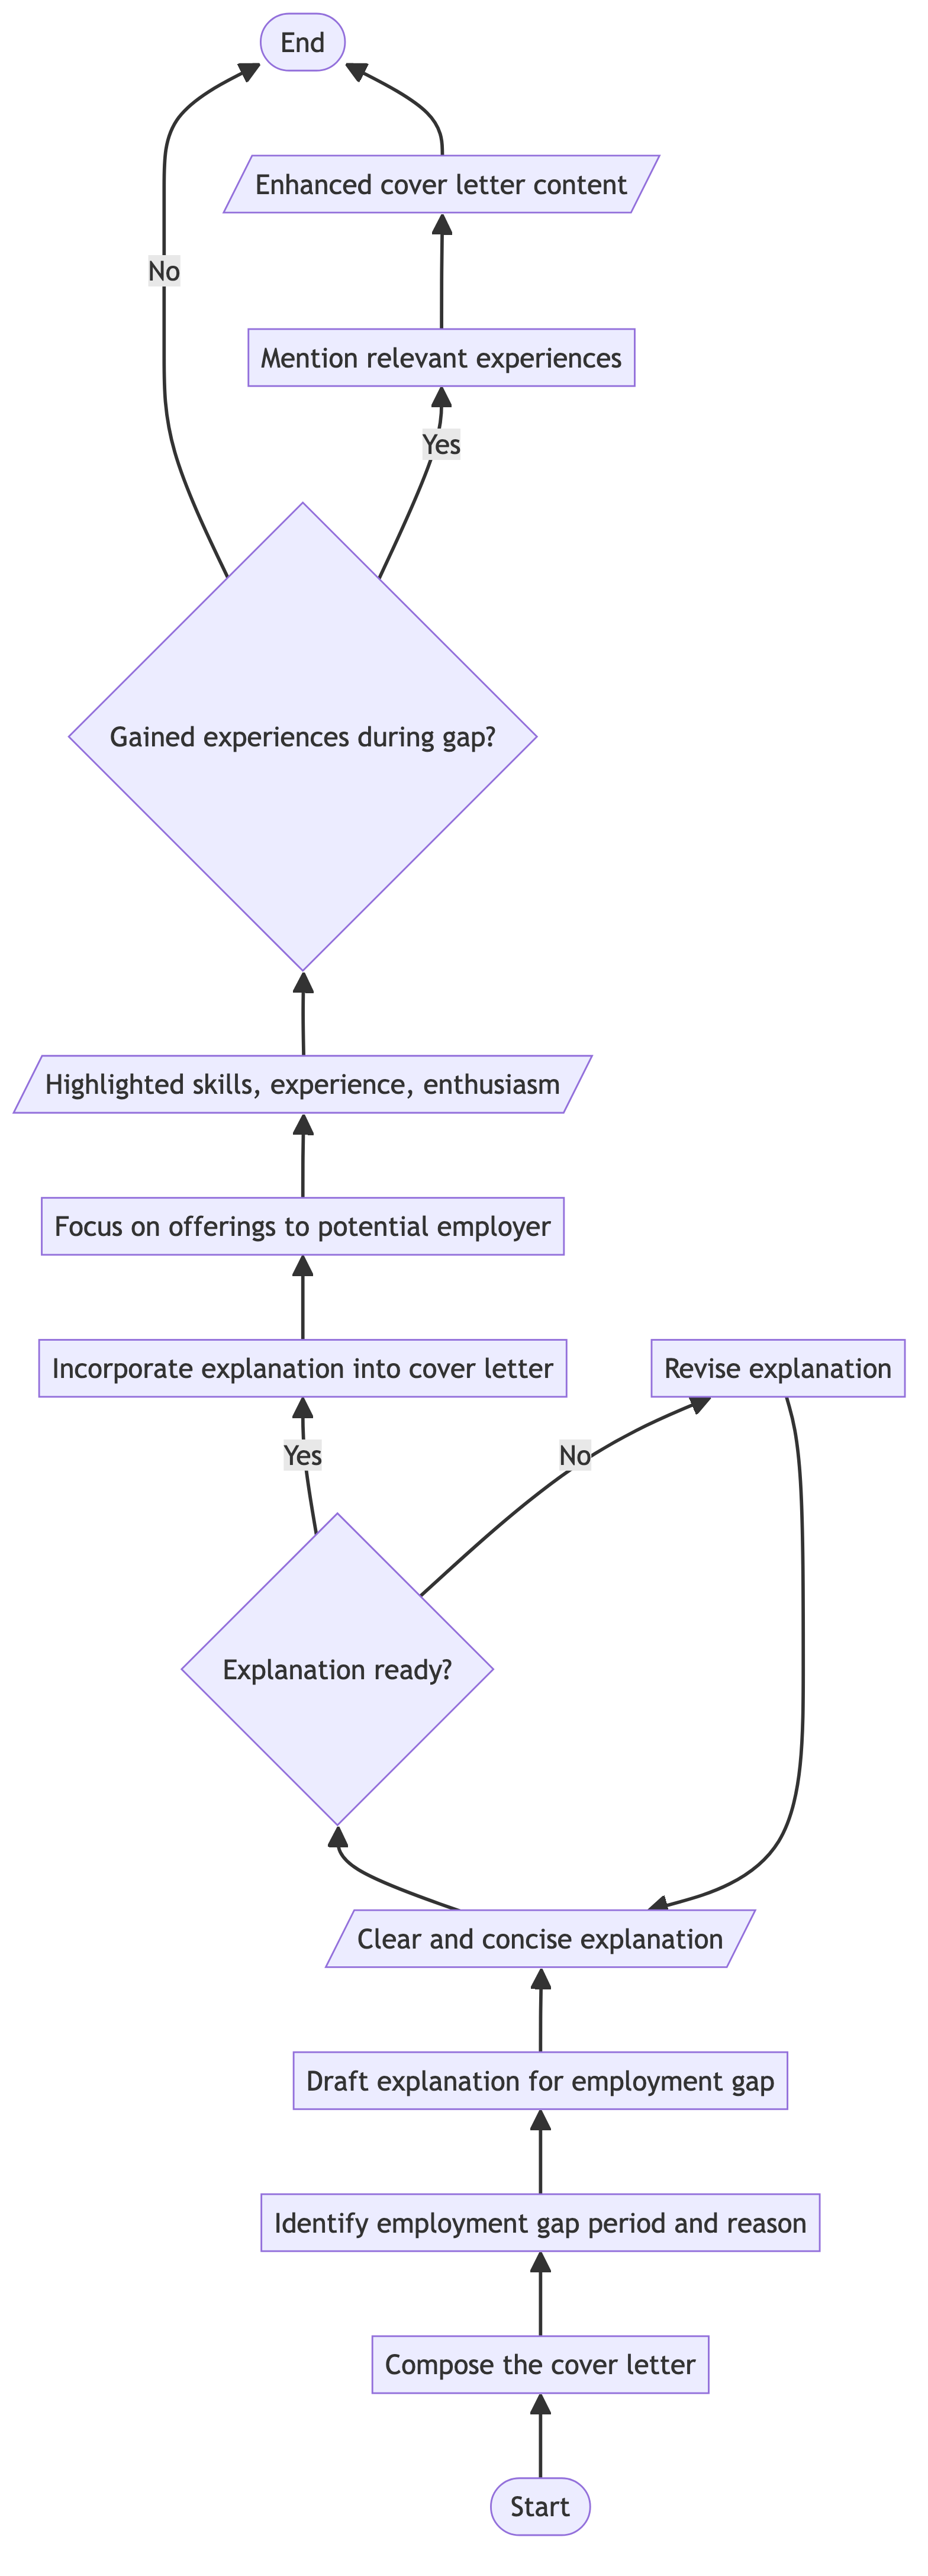 End
Enhanced cover letter content
No
Mention relevant experiences
Yes
Gained experiences during gap?
Highlighted skills, experience, enthusiasm
Focus on offerings to potential employer
Incorporate explanation into cover letter
Revise explanation
Yes
No
Explanation ready?
Clear and concise explanation
Draft explanation for employment gap
Identify employment gap period and reason
Compose the cover letter
Start